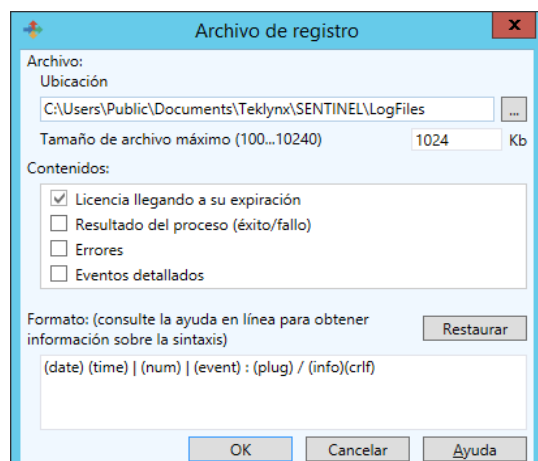 Archivo de registro
x
Archivo:
Ubicación
C:\Users\Public\Documents\Teklynx\SENTINEL\LogFiles
...
Tamaño de archivo máximo (100...10240)
1024 Kb
Contenidos:
Licencia llegando a su expiración
Resultado del proceso (éxito/fallo)
Errores
Eventos detallados
Formato: (consulte la ayuda en línea para obtener
información sobre la sintaxis)
Restaurar
(date) (time) | (num) | (event) : (plug) / (info)(crlf)
OK Cancelar Ayuda